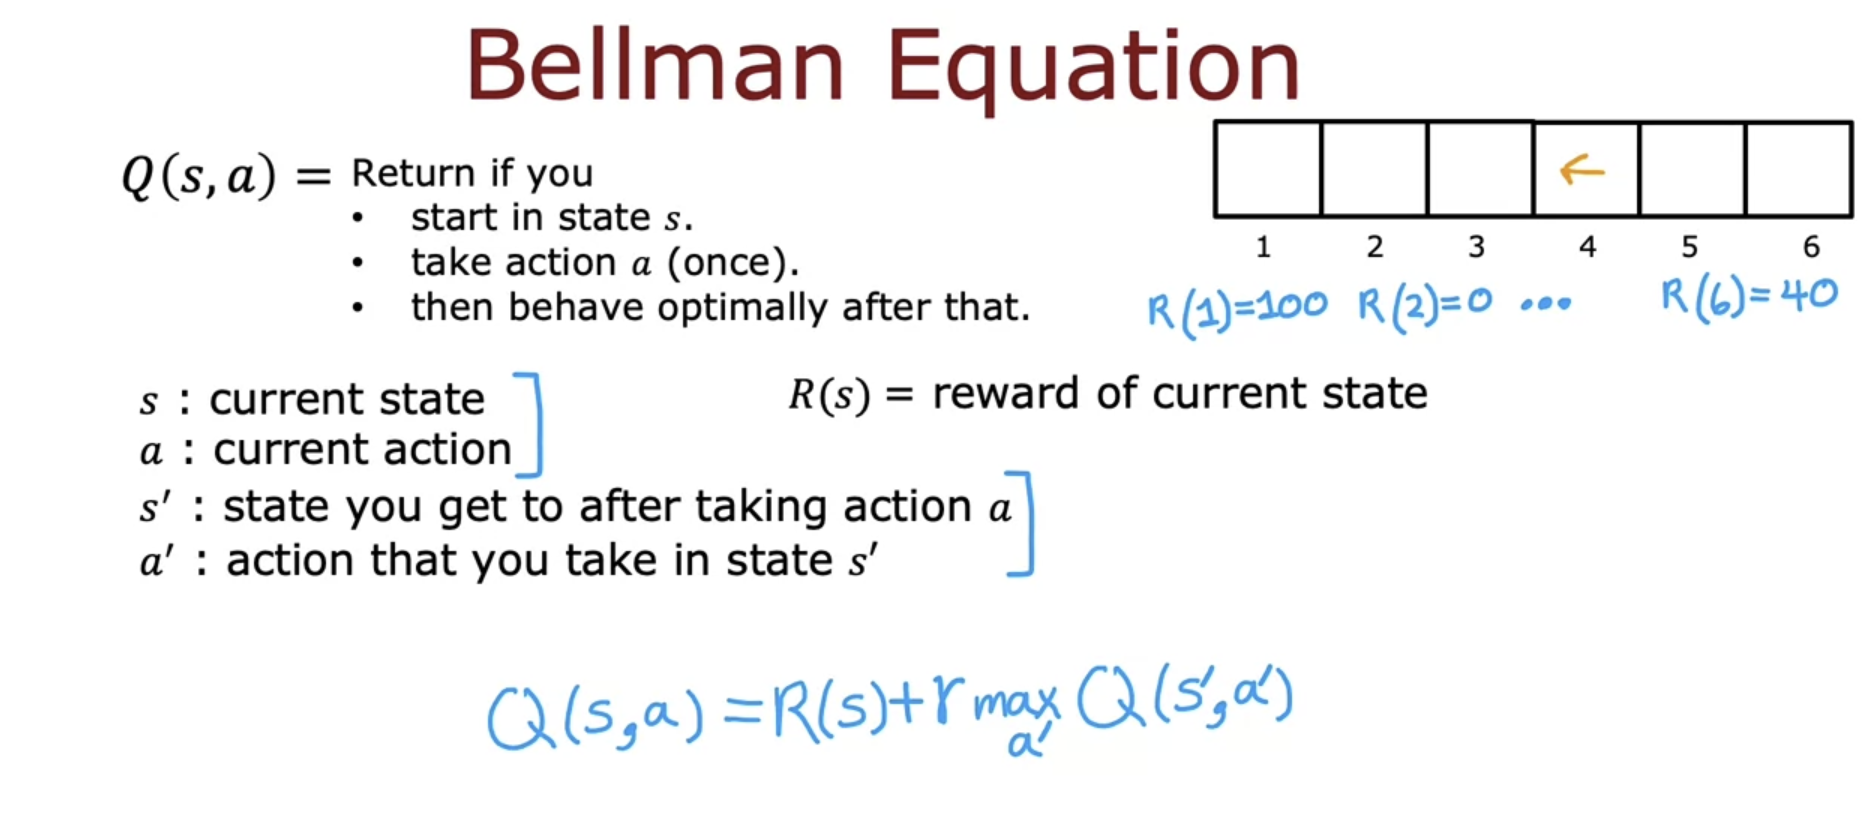 Bellman Equation
Q(s, a) = Return if you
• start in state s.
• take action a (once).
• then behave optimally after that.
←
1 2 3 4 5 6
R(1)=100 R(2)=0 ... R(6)=40
s : current state
a : current action
s′ : state you get to after taking action a
a′ : action that you take in state s′
R(s) = reward of current state
Q(s,a) = R(s)+γ max Q(s′,a′)
a′